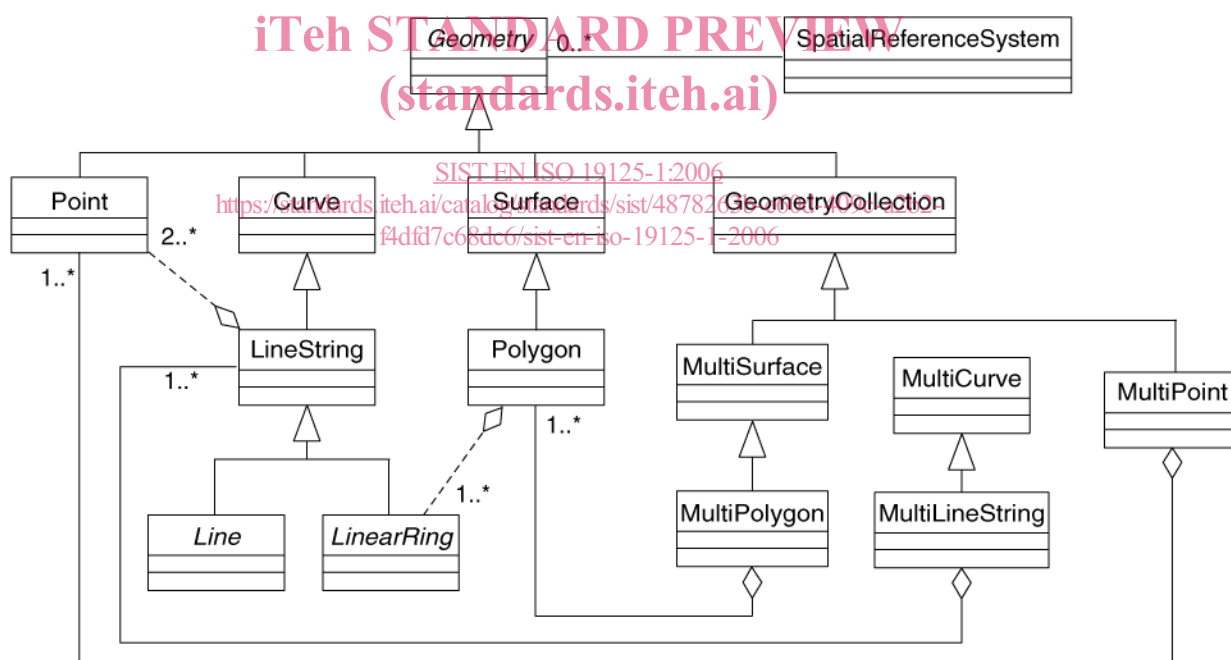 iTeh STANDARD PREVIEW
(standards.iteh.ai)
Geometry
0..*
SpatialReferenceSystem
SIST EN ISO 19125-1:2006
f4dfd7c68dc6/sist-en-iso-19125-1-2006
Point
Curve
Surface
GeometryCollection
2..*
1..*
LineString
1..*
Polygon
1..*
MultiSurface
MultiCurve
MultiPoint
1..*
Line
LinearRing
MultiPolygon
MultiLineString